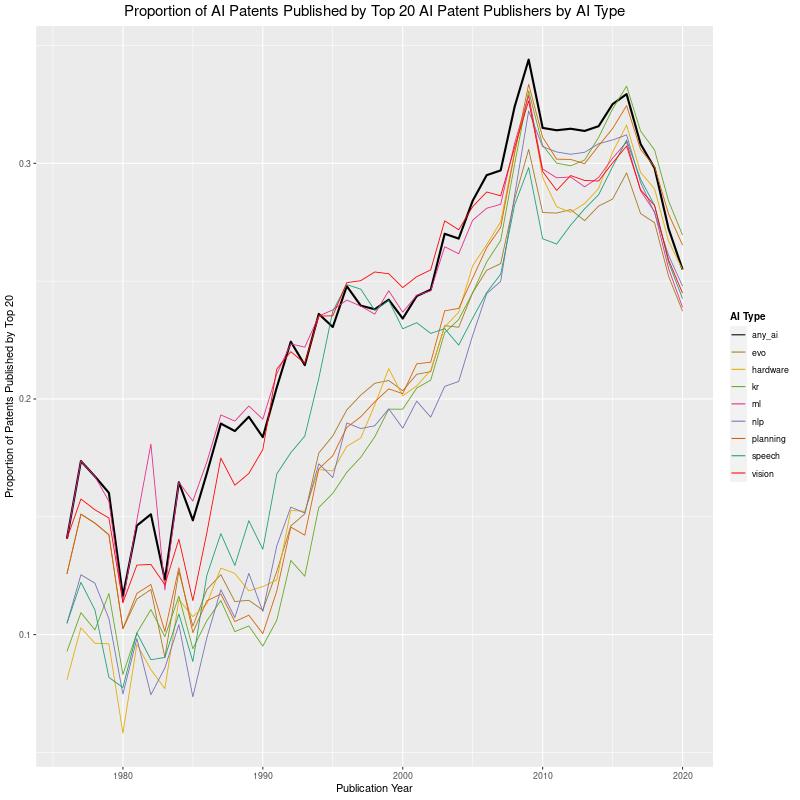 Proportion of AI Patents Published by Top 20 AI Patent Publishers by AI Type
Proportion of Patents Published by Top 20
0.3
0.2
0.1
1980
1990
2000
2010
2020
Publication Year
AI Type
any_ai
evo
hardware
kr
ml
nlp
planning
speech
vision